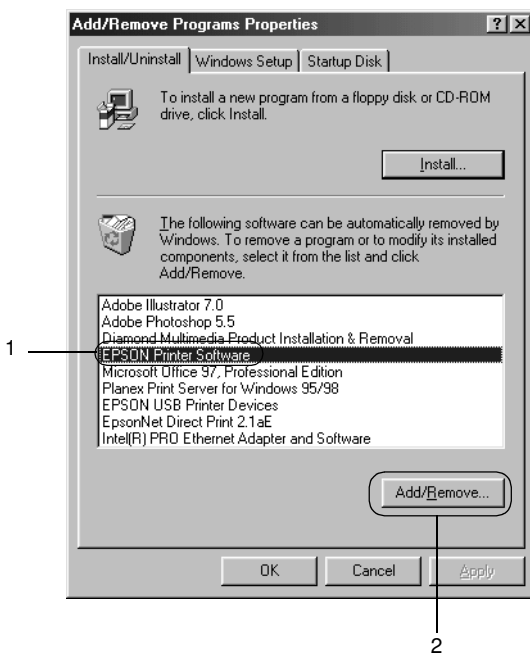 Add/Remove Programs Properties
Install/Uninstall Windows Setup Startup Disk
To install a new program from a floppy disk or CD-ROM
drive, click Install.
Install...
The following software can be automatically removed by
Windows. To remove a program or to modify its installed
components, select it from the list and click
Add/Remove.
Adobe Illustrator 7.0
Adobe Photoshop 5.5
Diamond Multimedia Product Installation & Removal
1
EPSON Printer Software
Microsoft Office 97, Professional Edition
Planex Print Server for Windows 95/98
EPSON USB Printer Devices
EpsonNet Direct Print 2.1aE
Intel(R) PRO Ethernet Adapter and Software
Add/Remove...
OK Cancel Apply
2